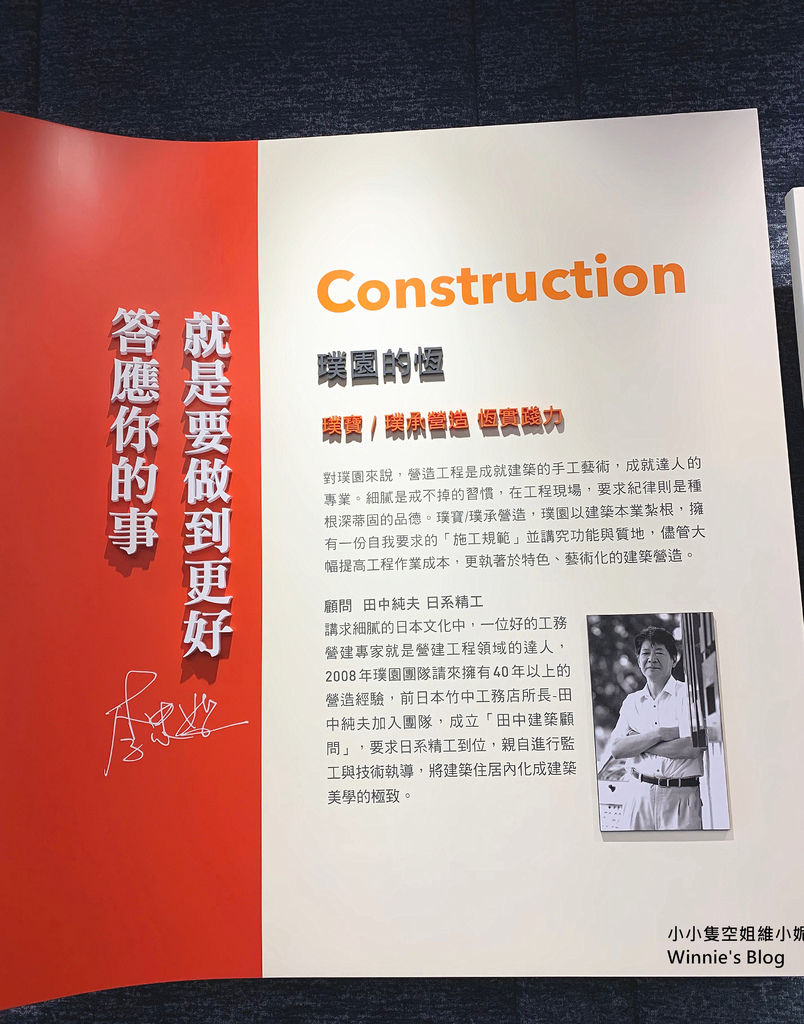 就是要做到更好
答應你的事
Construction
璞園的恆
璞寶 / 璞承營造 恆實踐力
對璞園來說，營造工程是成就建築的手工藝術，成就達人的
專業。細膩是戒不掉的習慣，在工程現場，要求紀律則是種
根深蒂固的品德。璞寶/璞承營造，璞園以建築本業紮根，擁
有一份自我要求的「施工規範」並講究功能與質地，儘管大
幅提高工程作業成本，更執著於特色、藝術化的建築營造。
顧問 田中純夫 日系精工
講求細膩的日本文化中，一位好的工務
營建專家就是營建工程領域的達人，
2008年璞園團隊請來擁有40年以上的
營造經驗，前日本竹中工務店所長-田
中純夫加入團隊，成立「田中建築顧
問」，要求日系精工到位，親自進行監
工與技術執導，將建築住居內化成建築
美學的極致。
小小隻空姐維小妮
Winnie's Blog